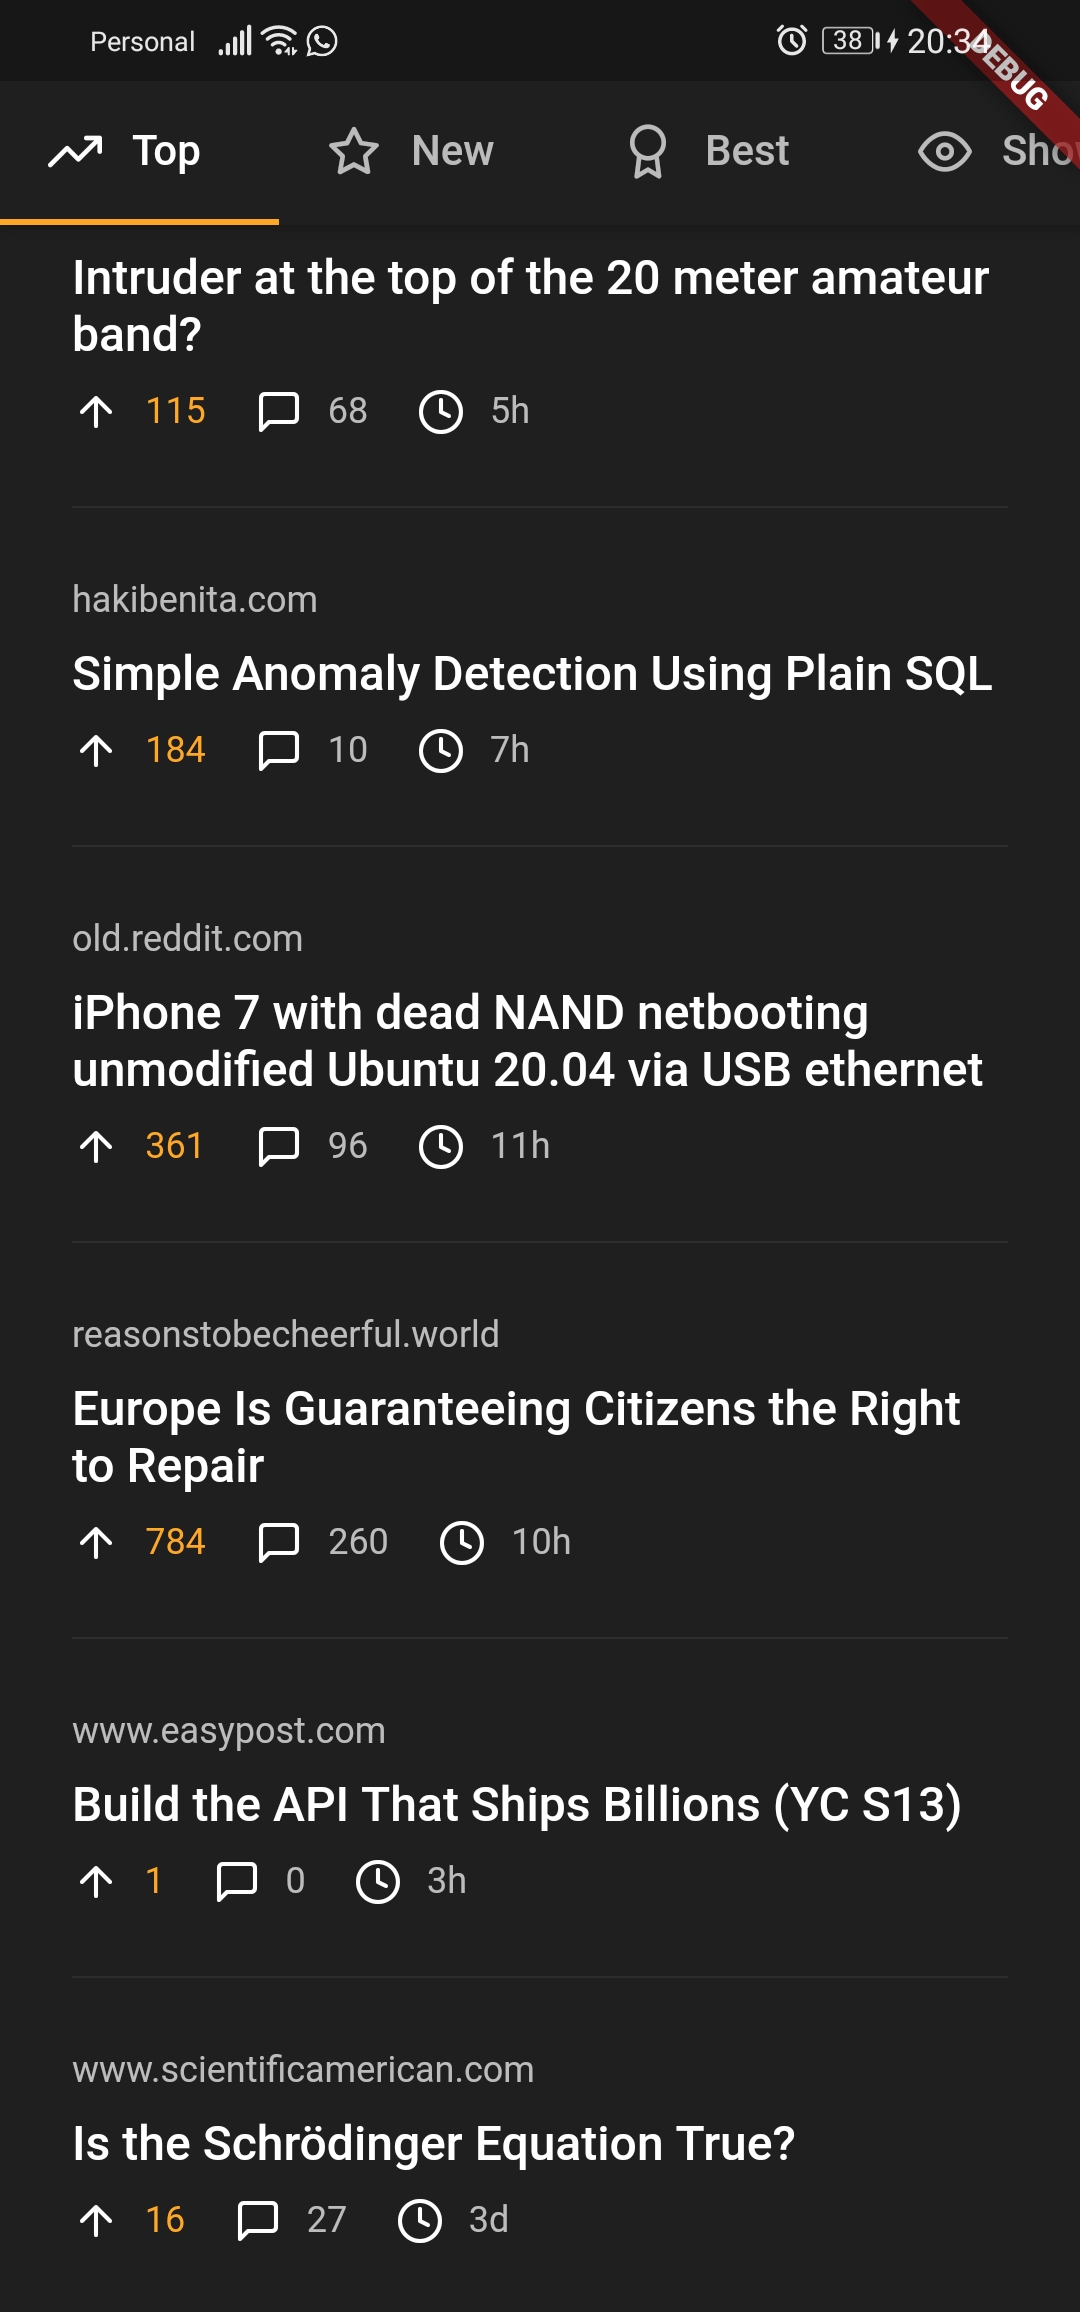 Personal 38 20:34
DEBUG
Top New Best Sho
Intruder at the top of the 20 meter amateur
band?
115 68 5h
hakibenita.com
Simple Anomaly Detection Using Plain SQL
184 10 7h
old.reddit.com
iPhone 7 with dead NAND netbooting
unmodified Ubuntu 20.04 via USB ethernet
361 96 11h
reasonstobecheerful.world
Europe Is Guaranteeing Citizens the Right
to Repair
784 260 10h
www.easypost.com
Build the API That Ships Billions (YC S13)
1 0 3h
www.scientificamerican.com
Is the Schrödinger Equation True?
16 27 3d